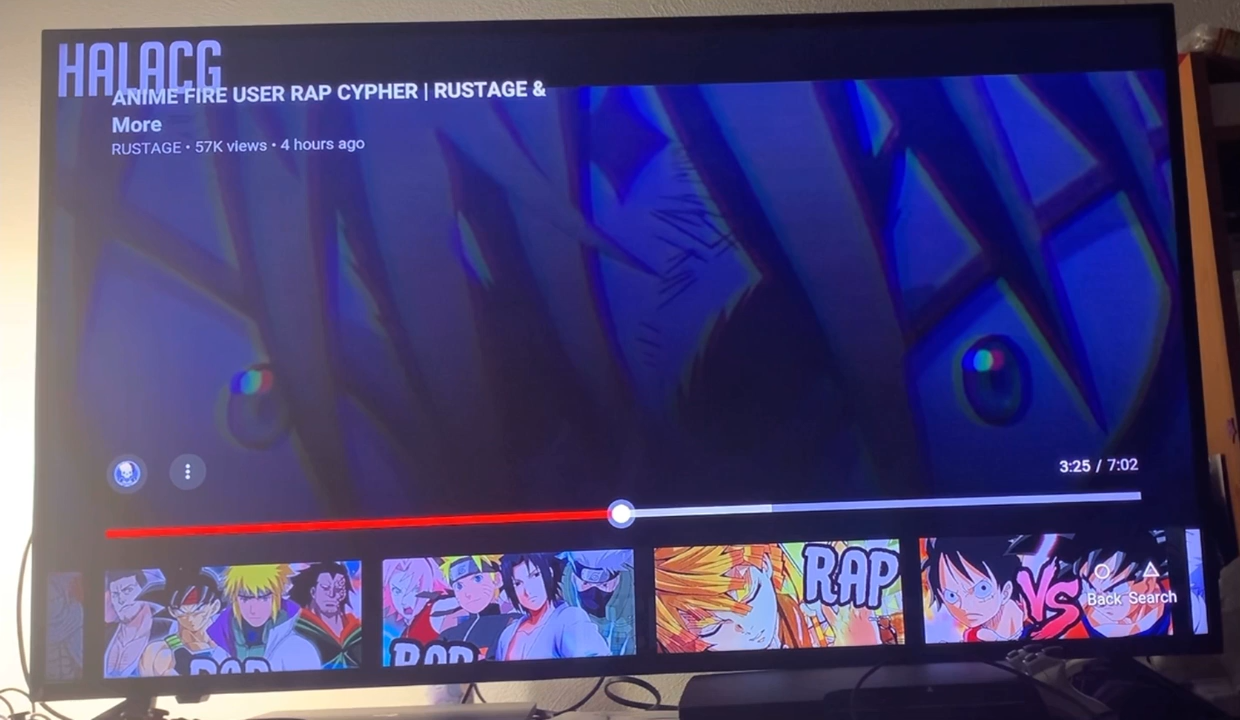 HALACG
ANIME FIRE USER RAP CYPHER | RUSTAGE &
More
RUSTAGE • 57K views • 4 hours ago
3:25 / 7:02
RAP
RAP
RAP
VS
Back Search